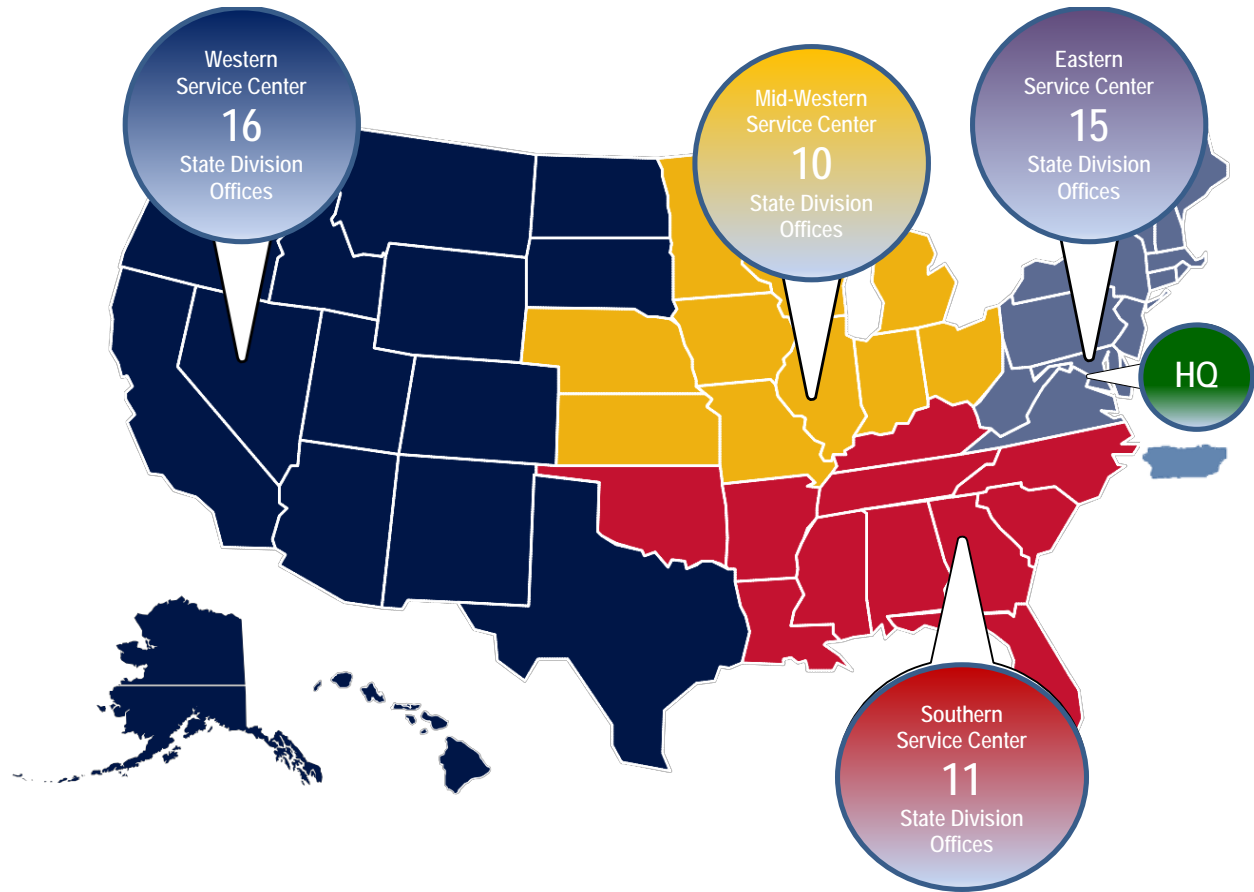 Western
Service Center
16
State Division
Offices
Mid-Western
Service Center
10
State Division
Offices
Eastern
Service Center
15
State Division
Offices
HQ
Southern
Service Center
11
State Division
Offices